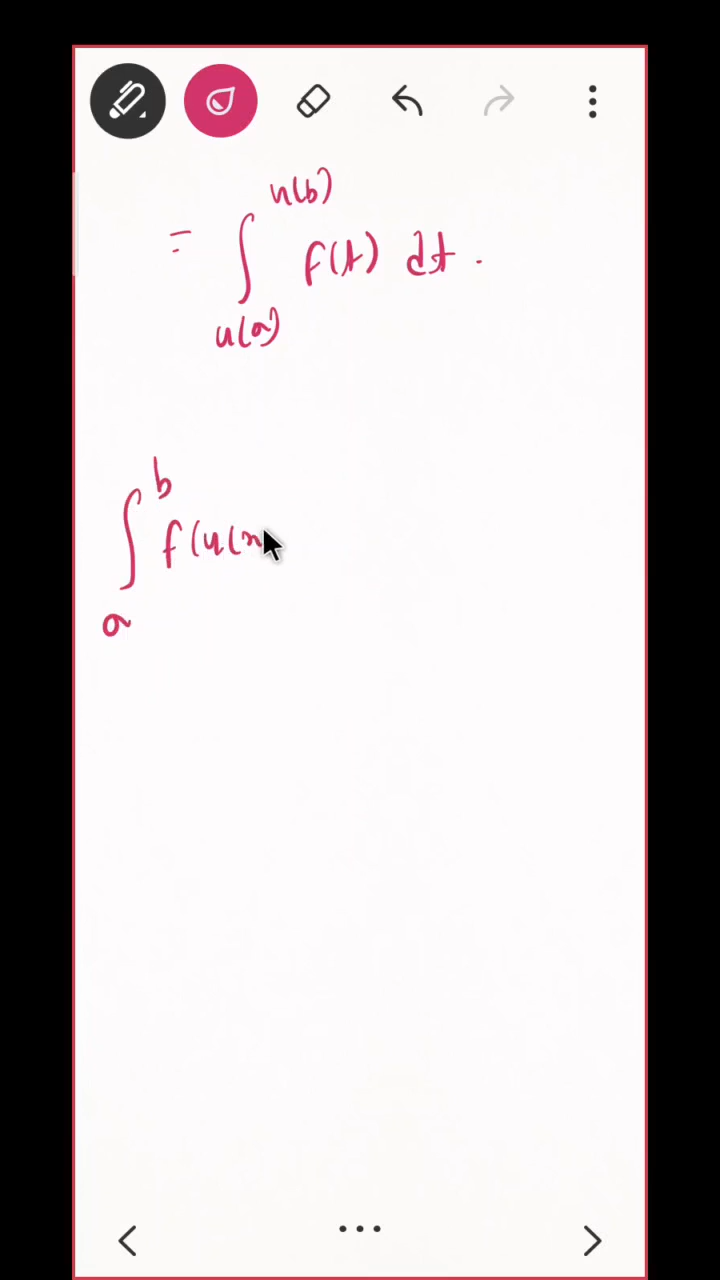 u(b)
= ∫ f(t) dt .
u(a)
b
∫ f(u(x
a